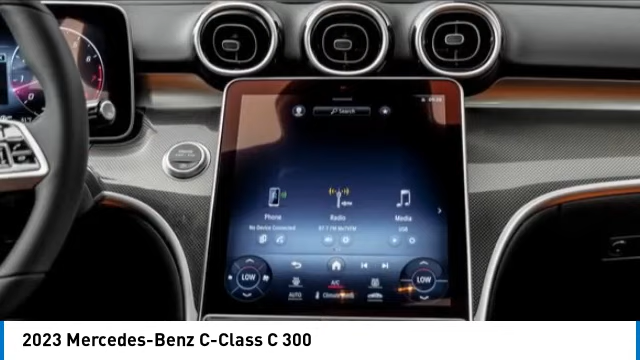 Search
Phone
Radio
Media
No Device Connected
USB
LOW
LOW
A/C
AUTO
2023 Mercedes-Benz C-Class C 300